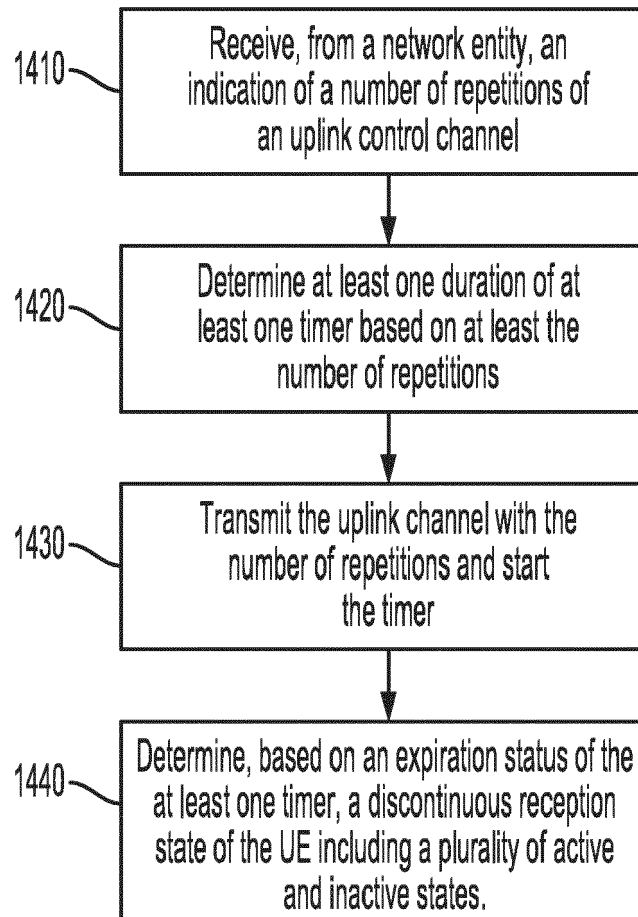 1410
Receive, from a network entity, an
indication of a number of repetitions of
an uplink control channel
1420
Determine at least one duration of at
least one timer based on at least the
number of repetitions
1430
Transmit the uplink channel with the
number of repetitions and start
the timer
1440
Determine, based on an expiration status of the
at least one timer, a discontinuous reception
state of the UE including a plurality of active
and inactive states.